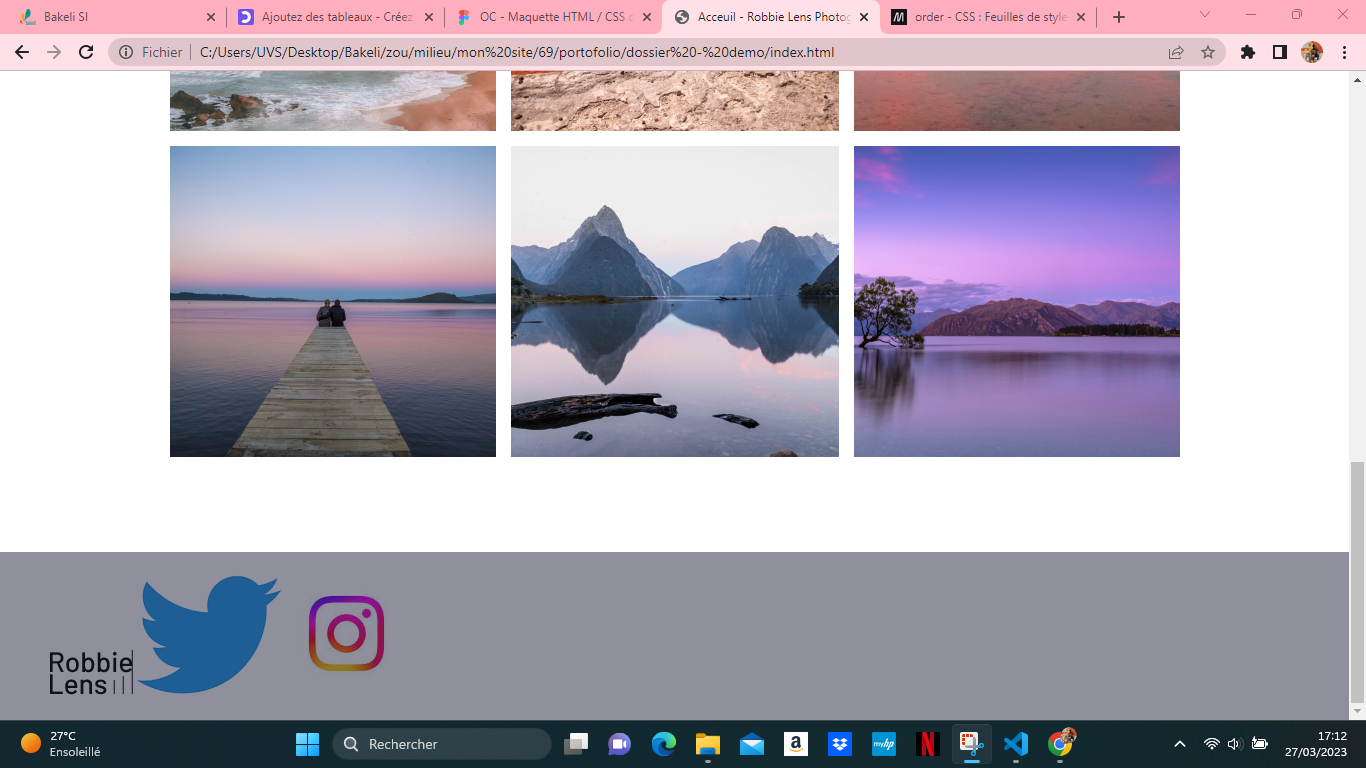 Bakeli SI
Ajoutez des tableaux - Créez
OC - Maquette HTML / CSS
Acceuil - Robbie Lens Photog
order - CSS : Feuilles de style
Fichier
C:/Users/UVS/Desktop/Bakeli/zou/milieu/mon%20site/69/portofolio/dossier%20-%20demo/index.html
Robbie
Lens
27°C
Ensoleillé
Rechercher
a
myhp
N
17:12
27/03/2023